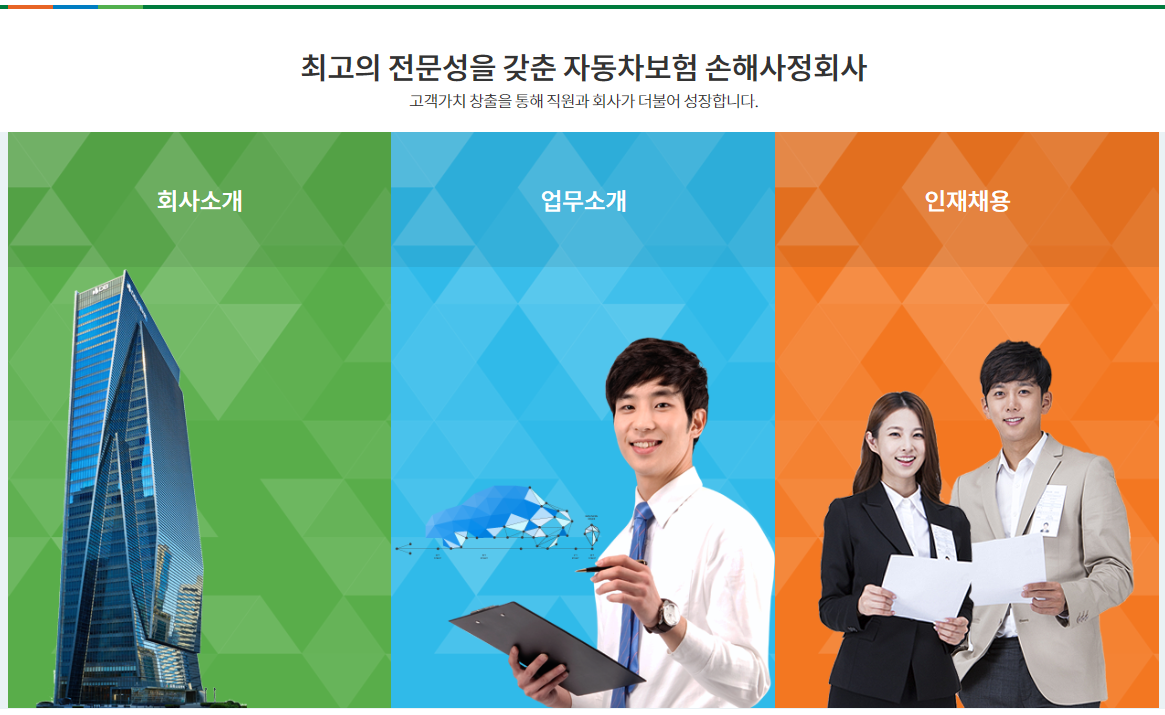 최고의 전문성을 갖춘 자동차보험 손해사정회사
고객가치 창출을 통해 직원과 회사가 더불어 성장합니다.
회사소개
업무소개
인재채용